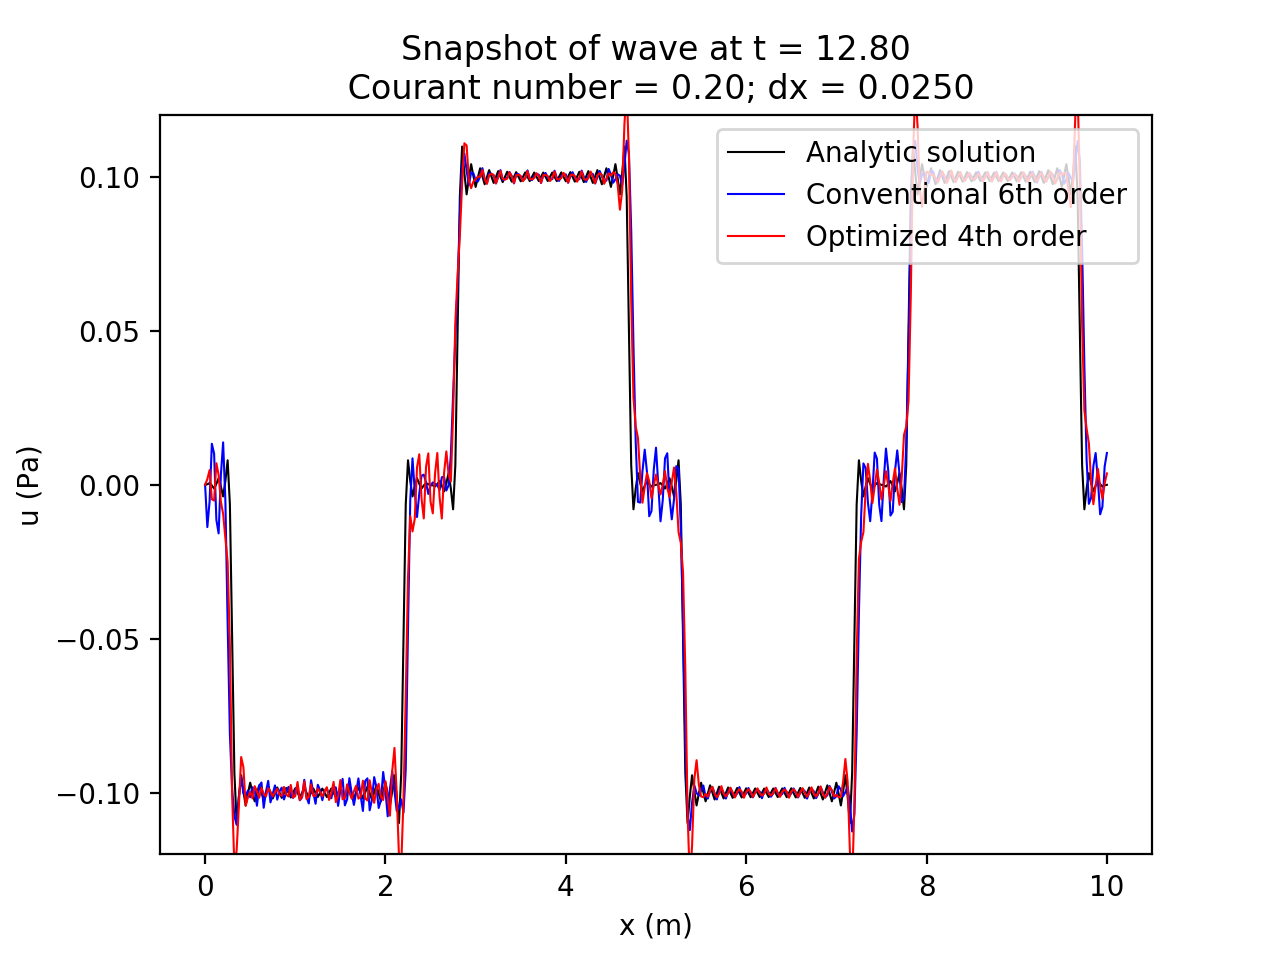 Snapshot of wave at t = 12.80
Courant number = 0.20; dx = 0.0250
Analytic solution
Conventional 6th order
Optimized 4th order
0.10
0.05
0.00
−0.05
−0.10
u (Pa)
0 2 4 6 8 10
x (m)